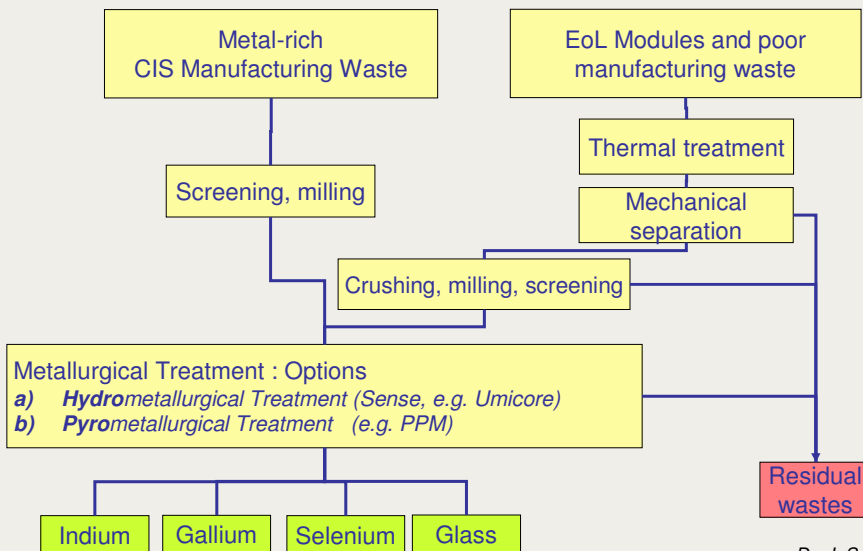 Metal-rich
CIS Manufacturing Waste
EoL Modules and poor
manufacturing waste
Thermal treatment
Screening, milling
Mechanical
separation
Crushing, milling, screening
Metallurgical Treatment : Options
a) Hydrometallurgical Treatment (Sense, e.g. Umicore)
b) Pyrometallurgical Treatment (e.g. PPM)
Residual
wastes
Indium
Gallium
Selenium
Glass